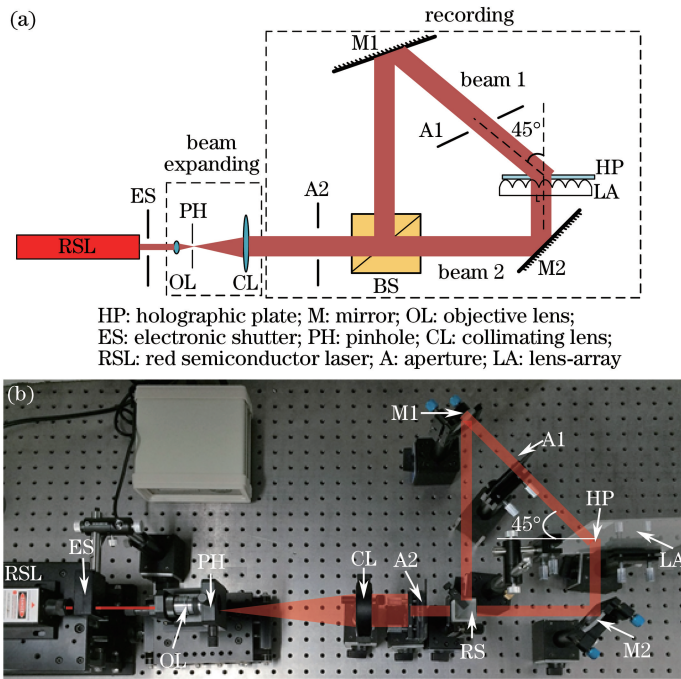 (a)
recording
M1
beam 1
A1
45°
HP
LA
beam
expanding
ES
PH
A2
RSL
OL
CL
BS
beam 2
M2
HP: holographic plate; M: mirror; OL: objective lens;
ES: electronic shutter; PH: pinhole; CL: collimating lens;
RSL: red semiconductor laser; A: aperture; LA: lens-array
(b)
M1
A1
HP
45°
ES
PH
CL
A2
LA
RSL
OL
RS
M2